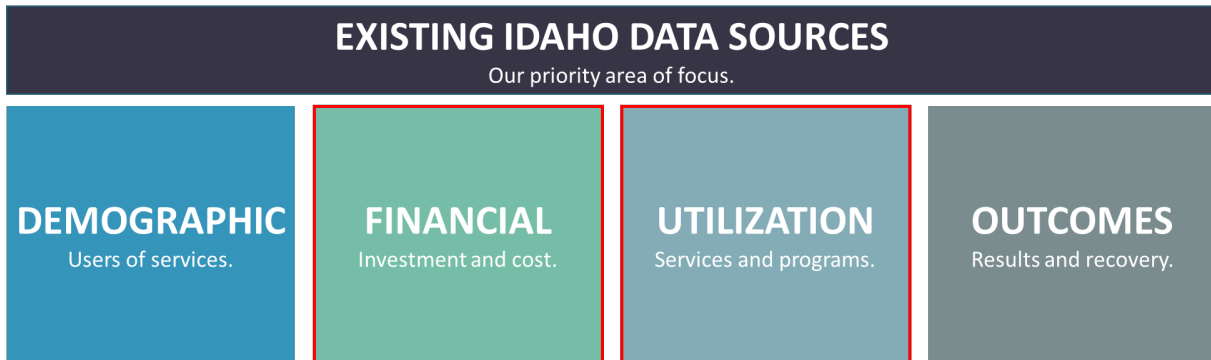 EXISTING IDAHO DATA SOURCES
Our priority area of focus.
DEMOGRAPHIC
Users of services.
FINANCIAL
Investment and cost.
UTILIZATION
Services and programs.
OUTCOMES
Results and recovery.